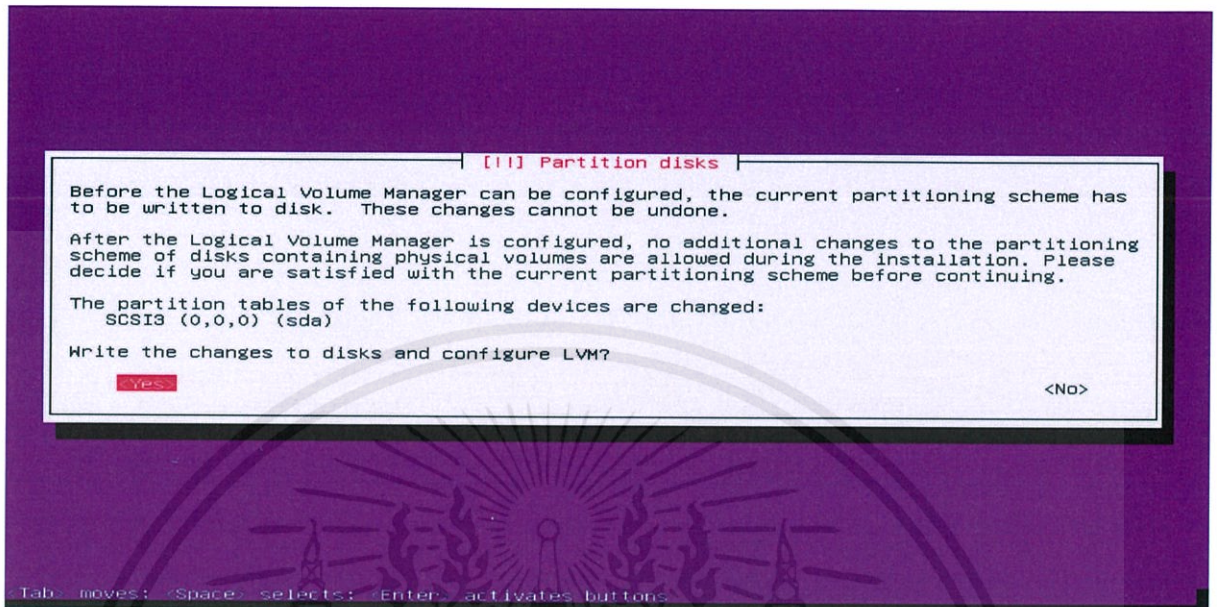 [!!] Partition disks
Before the Logical Volume Manager can be configured, the current partitioning scheme has
to be written to disk.  These changes cannot be undone.
After the Logical Volume Manager is configured, no additional changes to the partitioning
scheme of disks containing physical volumes are allowed during the installation. Please
decide if you are satisfied with the current partitioning scheme before continuing.
The partition tables of the following devices are changed:
SCSI3 (0,0,0) (sda)
Write the changes to disks and configure LVM?
<Yes> <No>
<Tab> moves; <Space> selects; <Enter> activates buttons